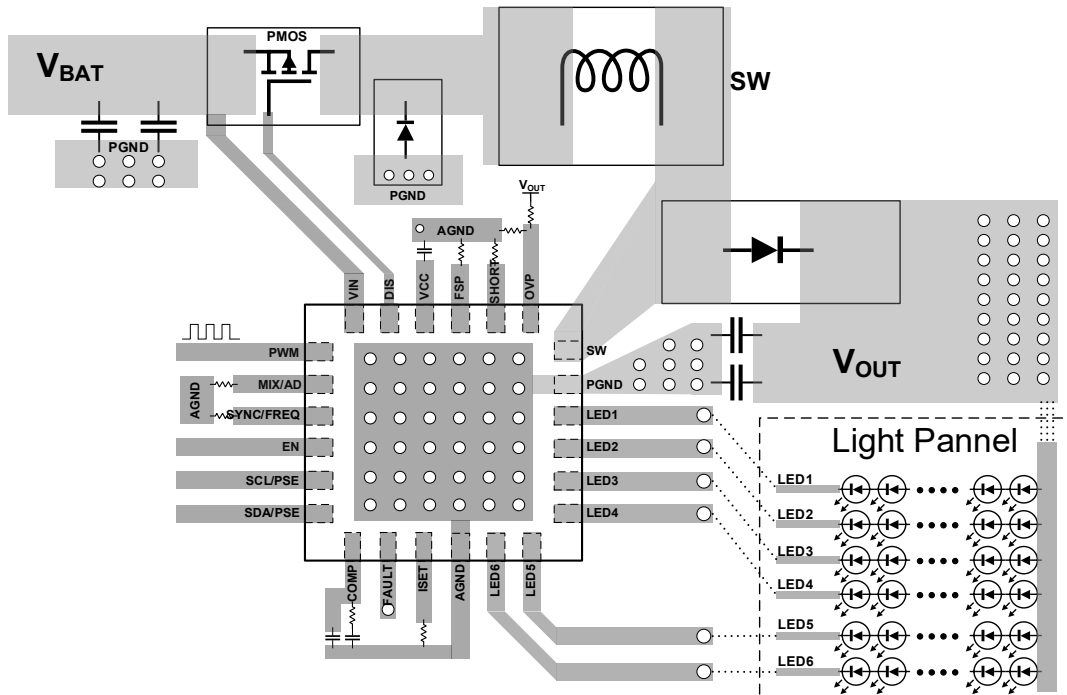 PMOS
VBAT
SW
PGND
PGND
VOUT
AGND
VIN
DIS
VCC
FSP
SHORT
OVP
PWM
MIX/AD
AGND
SYNC/FREQ
EN
SCL/PSE
SDA/PSE
SW
PGND
LED1
LED2
LED3
LED4
VOUT
COMP
FAULT
ISET
AGND
LED6
LED5
Light Pannel
LED1
LED2
LED3
LED4
LED5
LED6